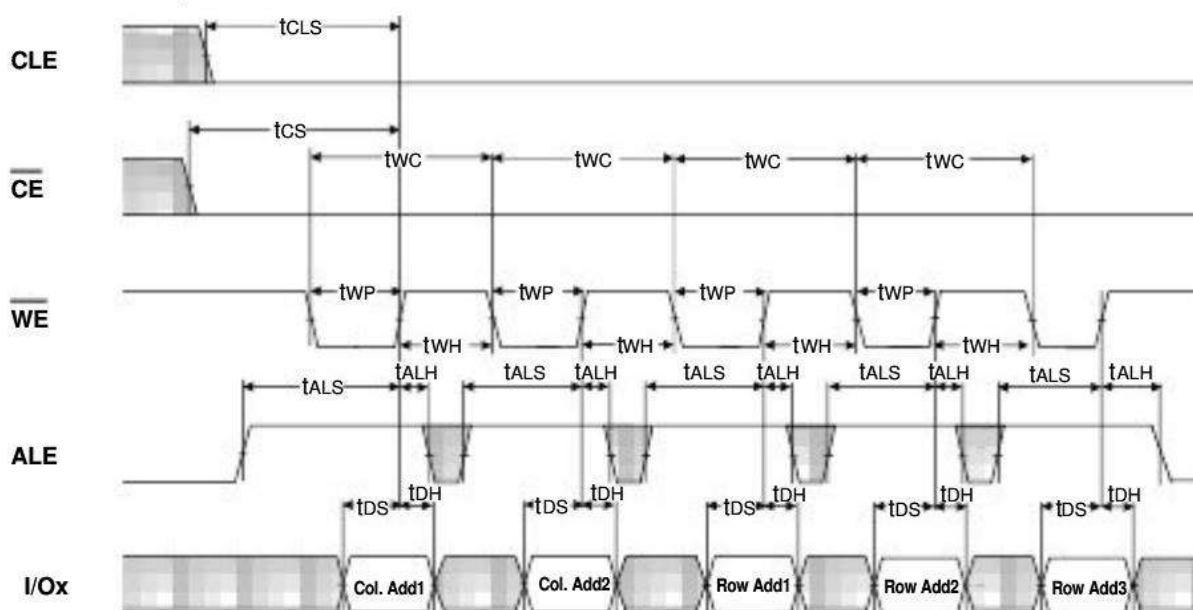 tCLS
CLE
tCS
tWC tWC tWC tWC
CE
tWP tWP tWP tWP
WE
tWH tWH tWH tWH
tALS tALH tALS tALH tALS tALH tALS tALH tALS tALH
ALE
tDS tDH tDS tDH tDS tDH tDS tDH tDS tDH
I/Ox Col. Add1 Col. Add2 Row Add1 Row Add2 Row Add3